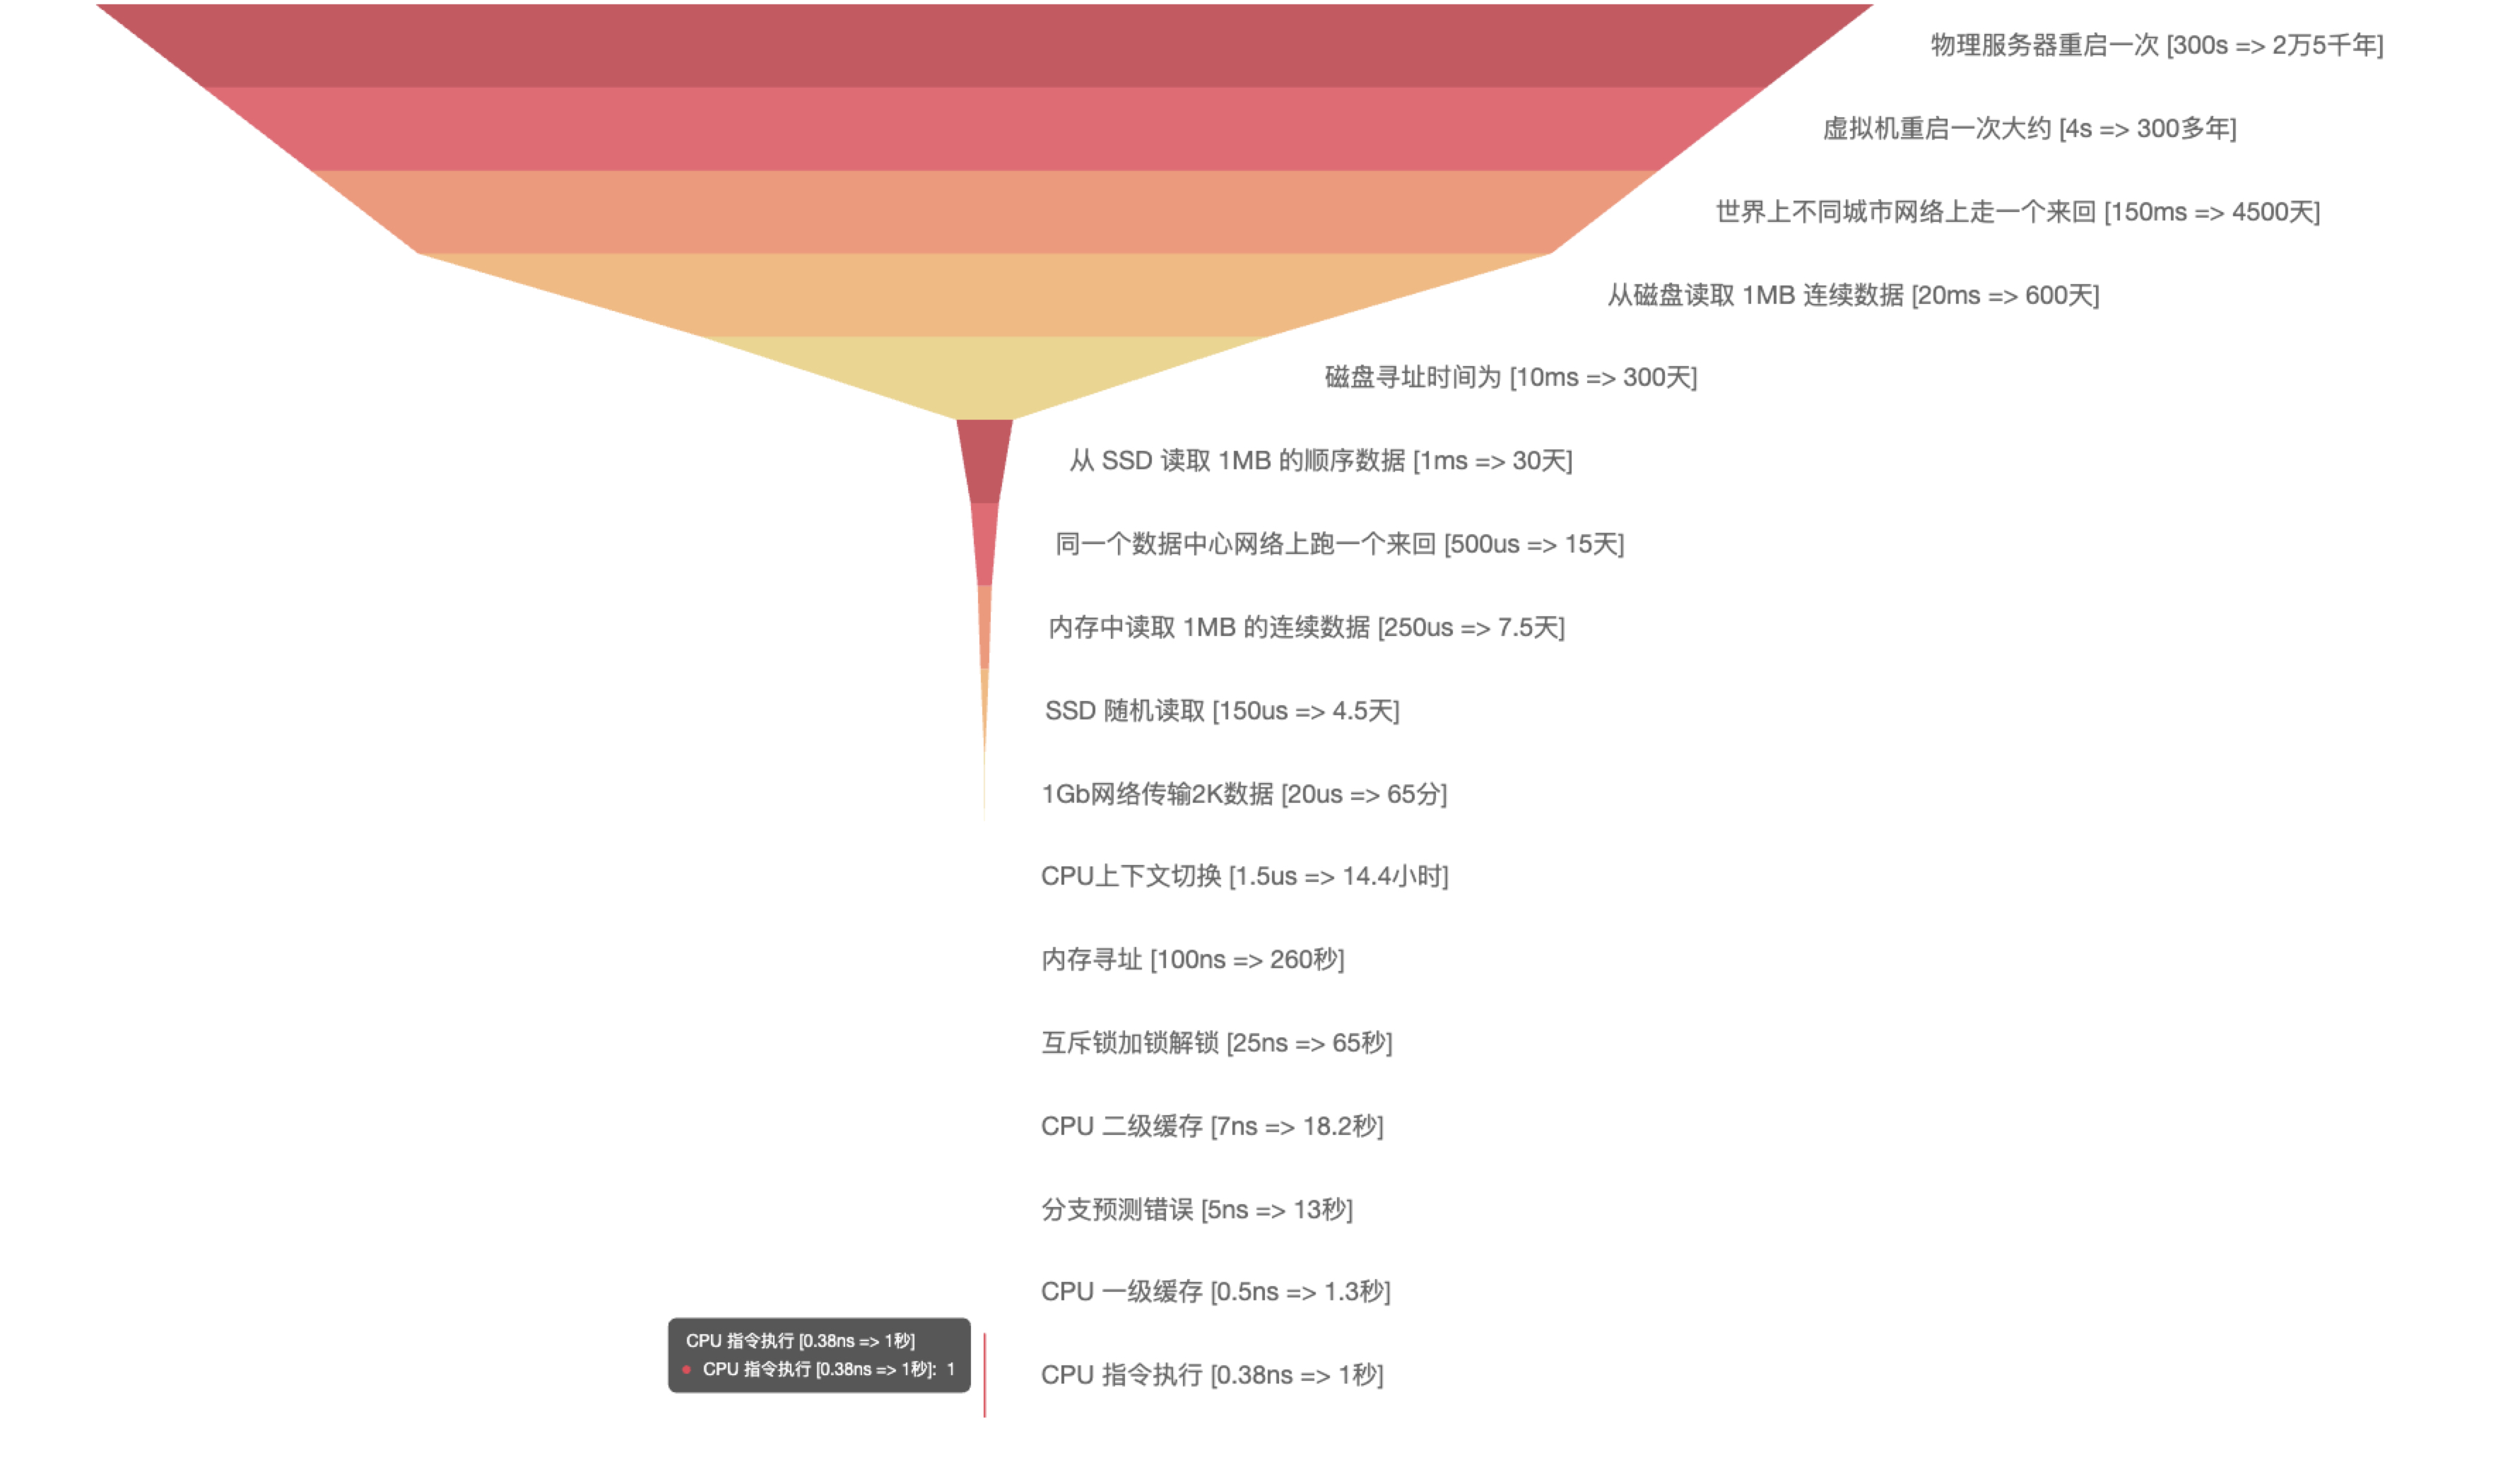 物理服务器重启一次 [300s => 2万5千年]
虚拟机重启一次大约 [4s => 300多年]
世界上不同城市网络上走一个来回 [150ms => 4500天]
从磁盘读取 1MB 连续数据 [20ms => 600天]
磁盘寻址时间为 [10ms => 300天]
从 SSD 读取 1MB 的顺序数据 [1ms => 30天]
同一个数据中心网络上跑一个来回 [500us => 15天]
内存中读取 1MB 的连续数据 [250us => 7.5天]
SSD 随机读取 [150us => 4.5天]
1Gb网络传输2K数据 [20us => 65分]
CPU上下文切换 [1.5us => 14.4小时]
内存寻址 [100ns => 260秒]
互斥锁加锁解锁 [25ns => 65秒]
CPU 二级缓存 [7ns => 18.2秒]
分支预测错误 [5ns => 13秒]
CPU 一级缓存 [0.5ns => 1.3秒]
CPU 指令执行 [0.38ns => 1秒]
CPU 指令执行 [0.38ns => 1秒]: 1
CPU 指令执行 [0.38ns => 1秒]